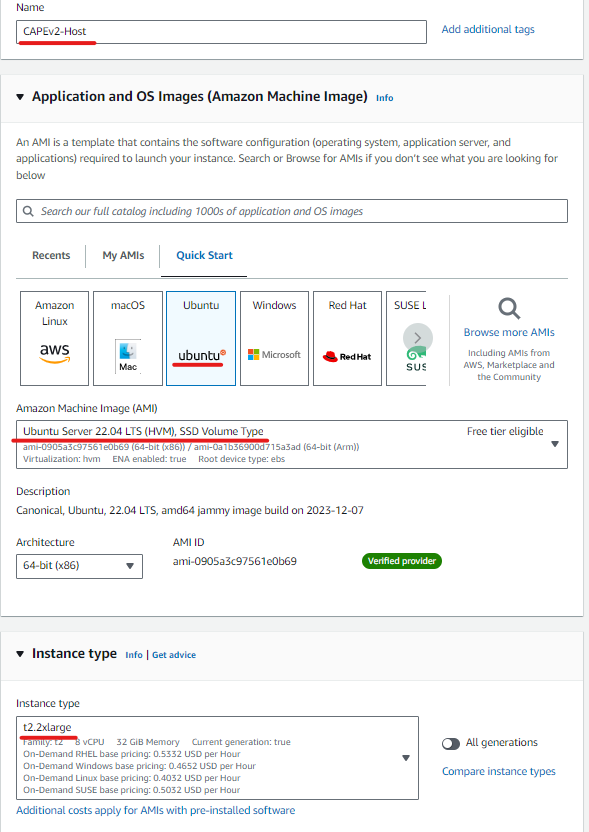 Name
CAPEv2-Host
Add additional tags
Application and OS Images (Amazon Machine Image) Info
An AMI is a template that contains the software configuration (operating system, application server, and
applications) required to launch your instance. Search or Browse for AMIs if you don't see what you are looking for
below
Search our full catalog including 1000s of application and OS images
Recents
My AMIs
Quick Start
Amazon
Linux
aws
macOS
Mac
Ubuntu
ubuntu®
Windows
Microsoft
Red Hat
Red Hat
SUSE L
SUS
Browse more AMIs
Including AMIs from
AWS, Marketplace and
the Community
Amazon Machine Image (AMI)
Ubuntu Server 22.04 LTS (HVM), SSD Volume Type
Free tier eligible
ami-0905a3c97561e0b69 (64-bit (x86)) / ami-0a1b36900d715a3ad (64-bit (Arm))
Virtualization: hvm ENA enabled: true Root device type: ebs
Description
Canonical, Ubuntu, 22.04 LTS, amd64 jammy image build on 2023-12-07
Architecture
64-bit (x86)
AMI ID
ami-0905a3c97561e0b69
Verified provider
Instance type Info | Get advice
Instance type
t2.2xlarge
Family: t2 8 vCPU 32 GiB Memory Current generation: true
On-Demand RHEL base pricing: 0.5332 USD per Hour
On-Demand Windows base pricing: 0.4652 USD per Hour
On-Demand Linux base pricing: 0.4032 USD per Hour
On-Demand SUSE base pricing: 0.5032 USD per Hour
All generations
Compare instance types
Additional costs apply for AMIs with pre-installed software